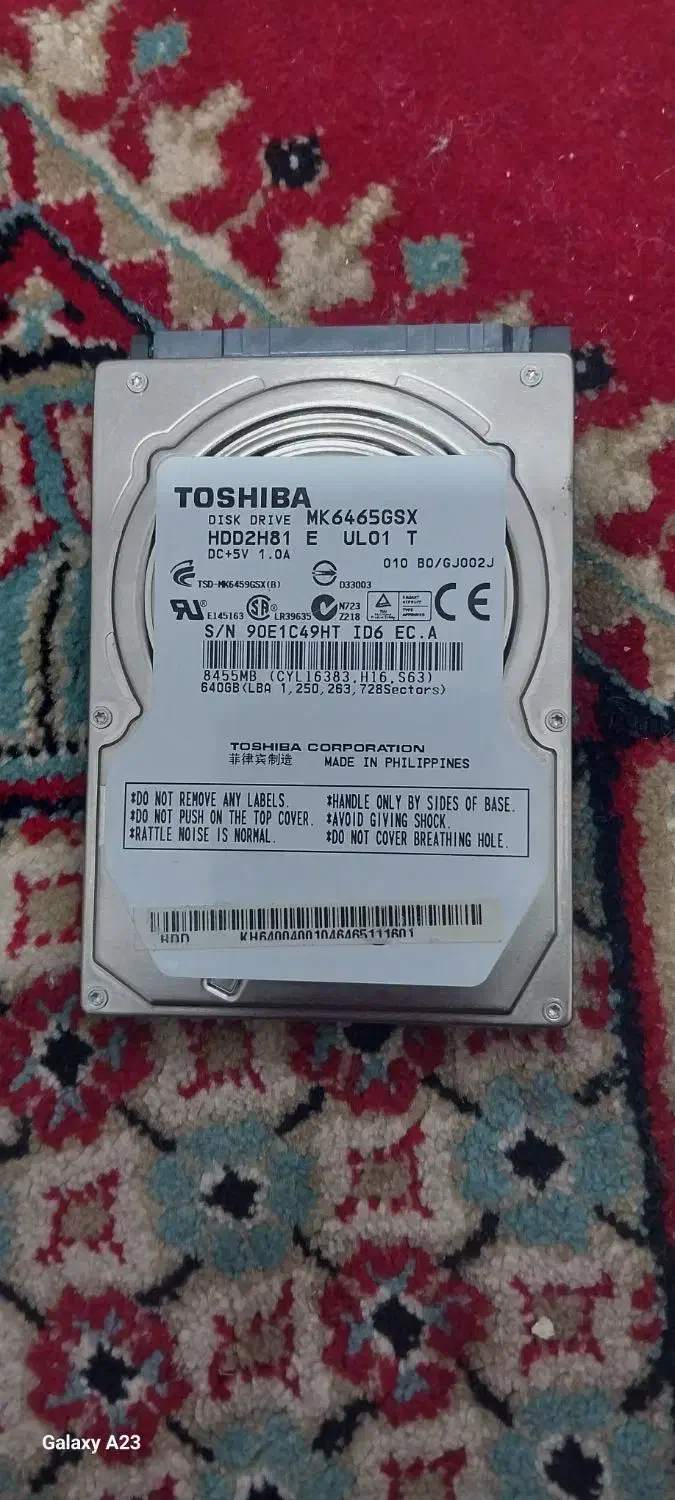 TOSHIBA
DISK DRIVE MK6465GSX
HDD2H81 E UL01 T
DC+5V 1.0A
010 B0/GJ002J
TSD-MK6459GSX(B) D33003
E145163 LR39635 N723
Z218
S/N 90E1C49HT ID6 EC.A
8455MB (CYL16383,H16,S63)
640GB(LBA 1,250,263,728Sectors)
TOSHIBA CORPORATION
菲律宾制造 MADE IN PHILIPPINES
*DO NOT REMOVE ANY LABELS. *HANDLE ONLY BY SIDES OF BASE.
*DO NOT PUSH ON THE TOP COVER. *AVOID GIVING SHOCK.
*RATTLE NOISE IS NORMAL. *DO NOT COVER BREATHING HOLE.
HDD KH64004001046465111601
Galaxy A23